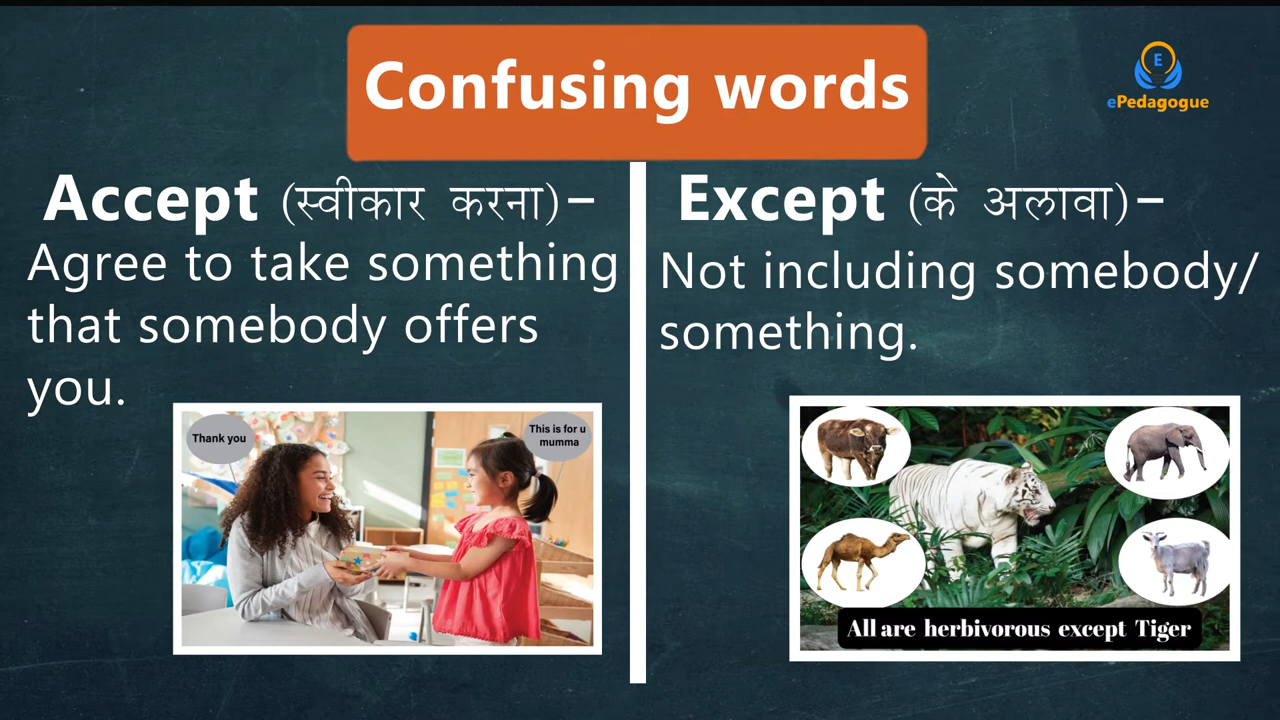 Confusing words
E
ePedagogue
Accept (स्वीकार करना)–
Agree to take something
that somebody offers
you.
Thank you
This is for u
mumma
Except (के अलावा)–
Not including somebody/
something.
All are herbivorous except Tiger